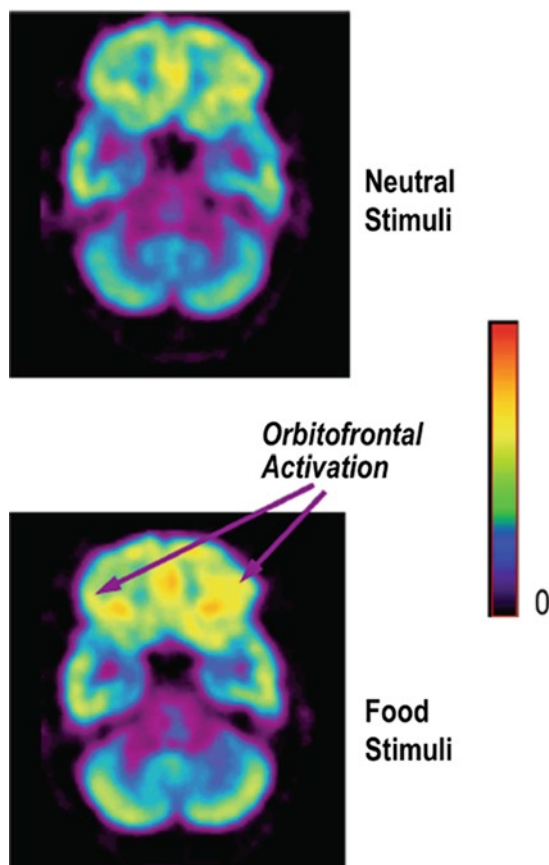 Neutral
Stimuli
Orbitofrontal
Activation
0
Food
Stimuli